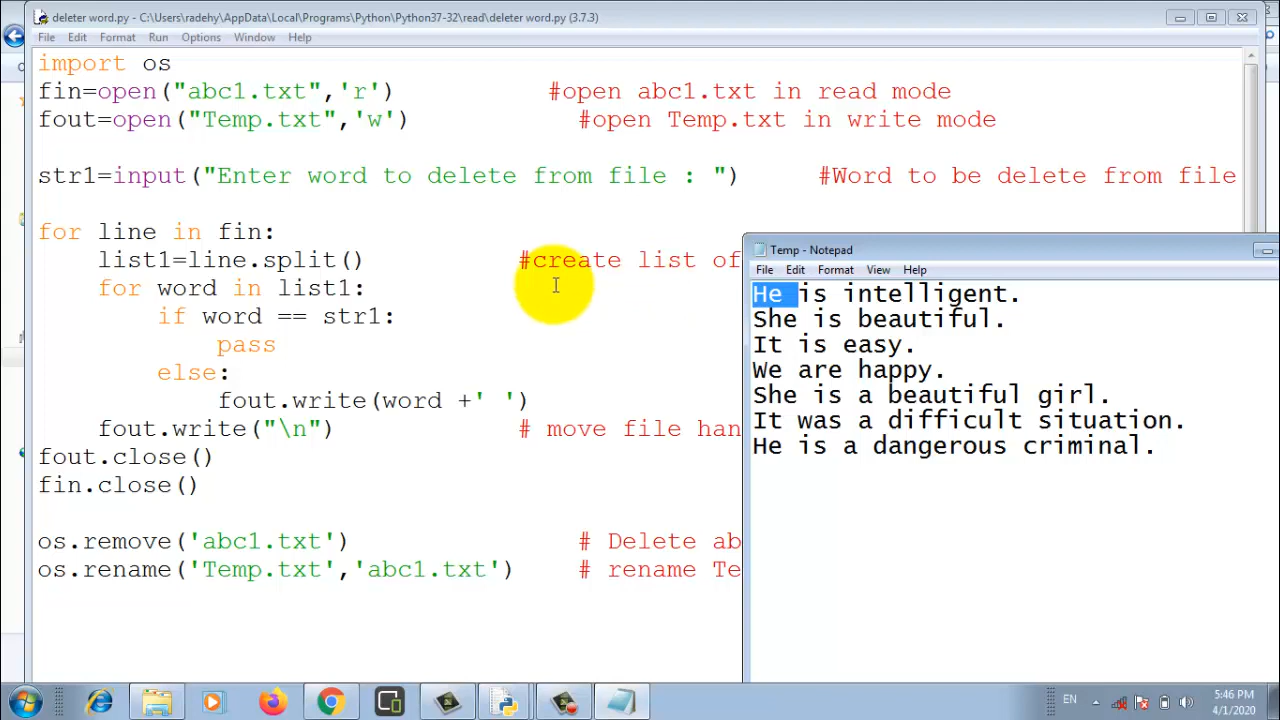 deleter word.py - C:\Users\radehy\AppData\Local\Programs\Python\Python37-32\read\deleter word.py (3.7.3)
File Edit Format Run Options Window Help
import os
fin=open("abc1.txt",'r') #open abc1.txt in read mode
fout=open("Temp.txt",'w') #open Temp.txt in write mode
str1=input("Enter word to delete from file : ") #Word to be delete from file
for line in fin:
list1=line.split() #create list of
for word in list1:
if word == str1:
pass
else:
fout.write(word +' ')
fout.write("\n") # move file han
fout.close()
fin.close()
os.remove('abc1.txt') # Delete ab
os.rename('Temp.txt','abc1.txt') # rename Te
Temp - Notepad
File Edit Format View Help
He is intelligent.
She is beautiful.
It is easy.
We are happy.
She is a beautiful girl.
It was a difficult situation.
He is a dangerous criminal.
EN
5:46 PM
4/1/2020